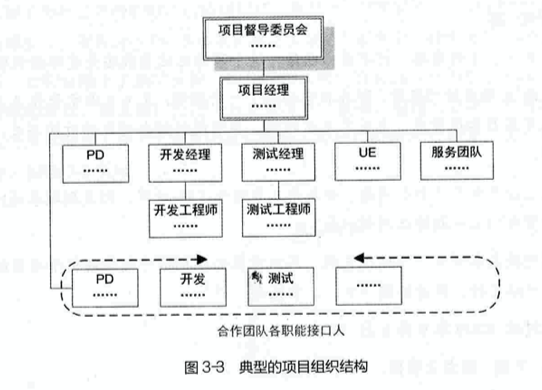 项目督导委员会
……
项目经理
……
PD
……
开发经理
……
测试经理
……
UE
……
服务团队
……
开发工程师
……
测试工程师
……
PD
……
开发
……
测试
……
……
合作团队各职能接口人
图 3-3 典型的项目组织结构